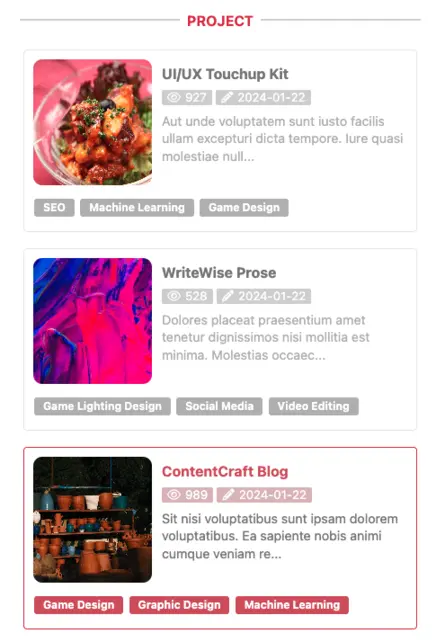 PROJECT
UI/UX Touchup Kit
927 2024-01-22
Aut unde voluptatem sunt iusto facilis
ullam excepturi dicta tempore. Iure quasi
molestiae null...
SEO Machine Learning Game Design
WriteWise Prose
528 2024-01-22
Dolores placeat praesentium amet
tenetur dignissimos nisi mollitia est
minima. Molestias occaec...
Game Lighting Design Social Media Video Editing
ContentCraft Blog
989 2024-01-22
Sit nisi voluptatibus sunt ipsam dolorem
voluptatibus. Ea sapiente nobis animi
cumque veniam re...
Game Design Graphic Design Machine Learning